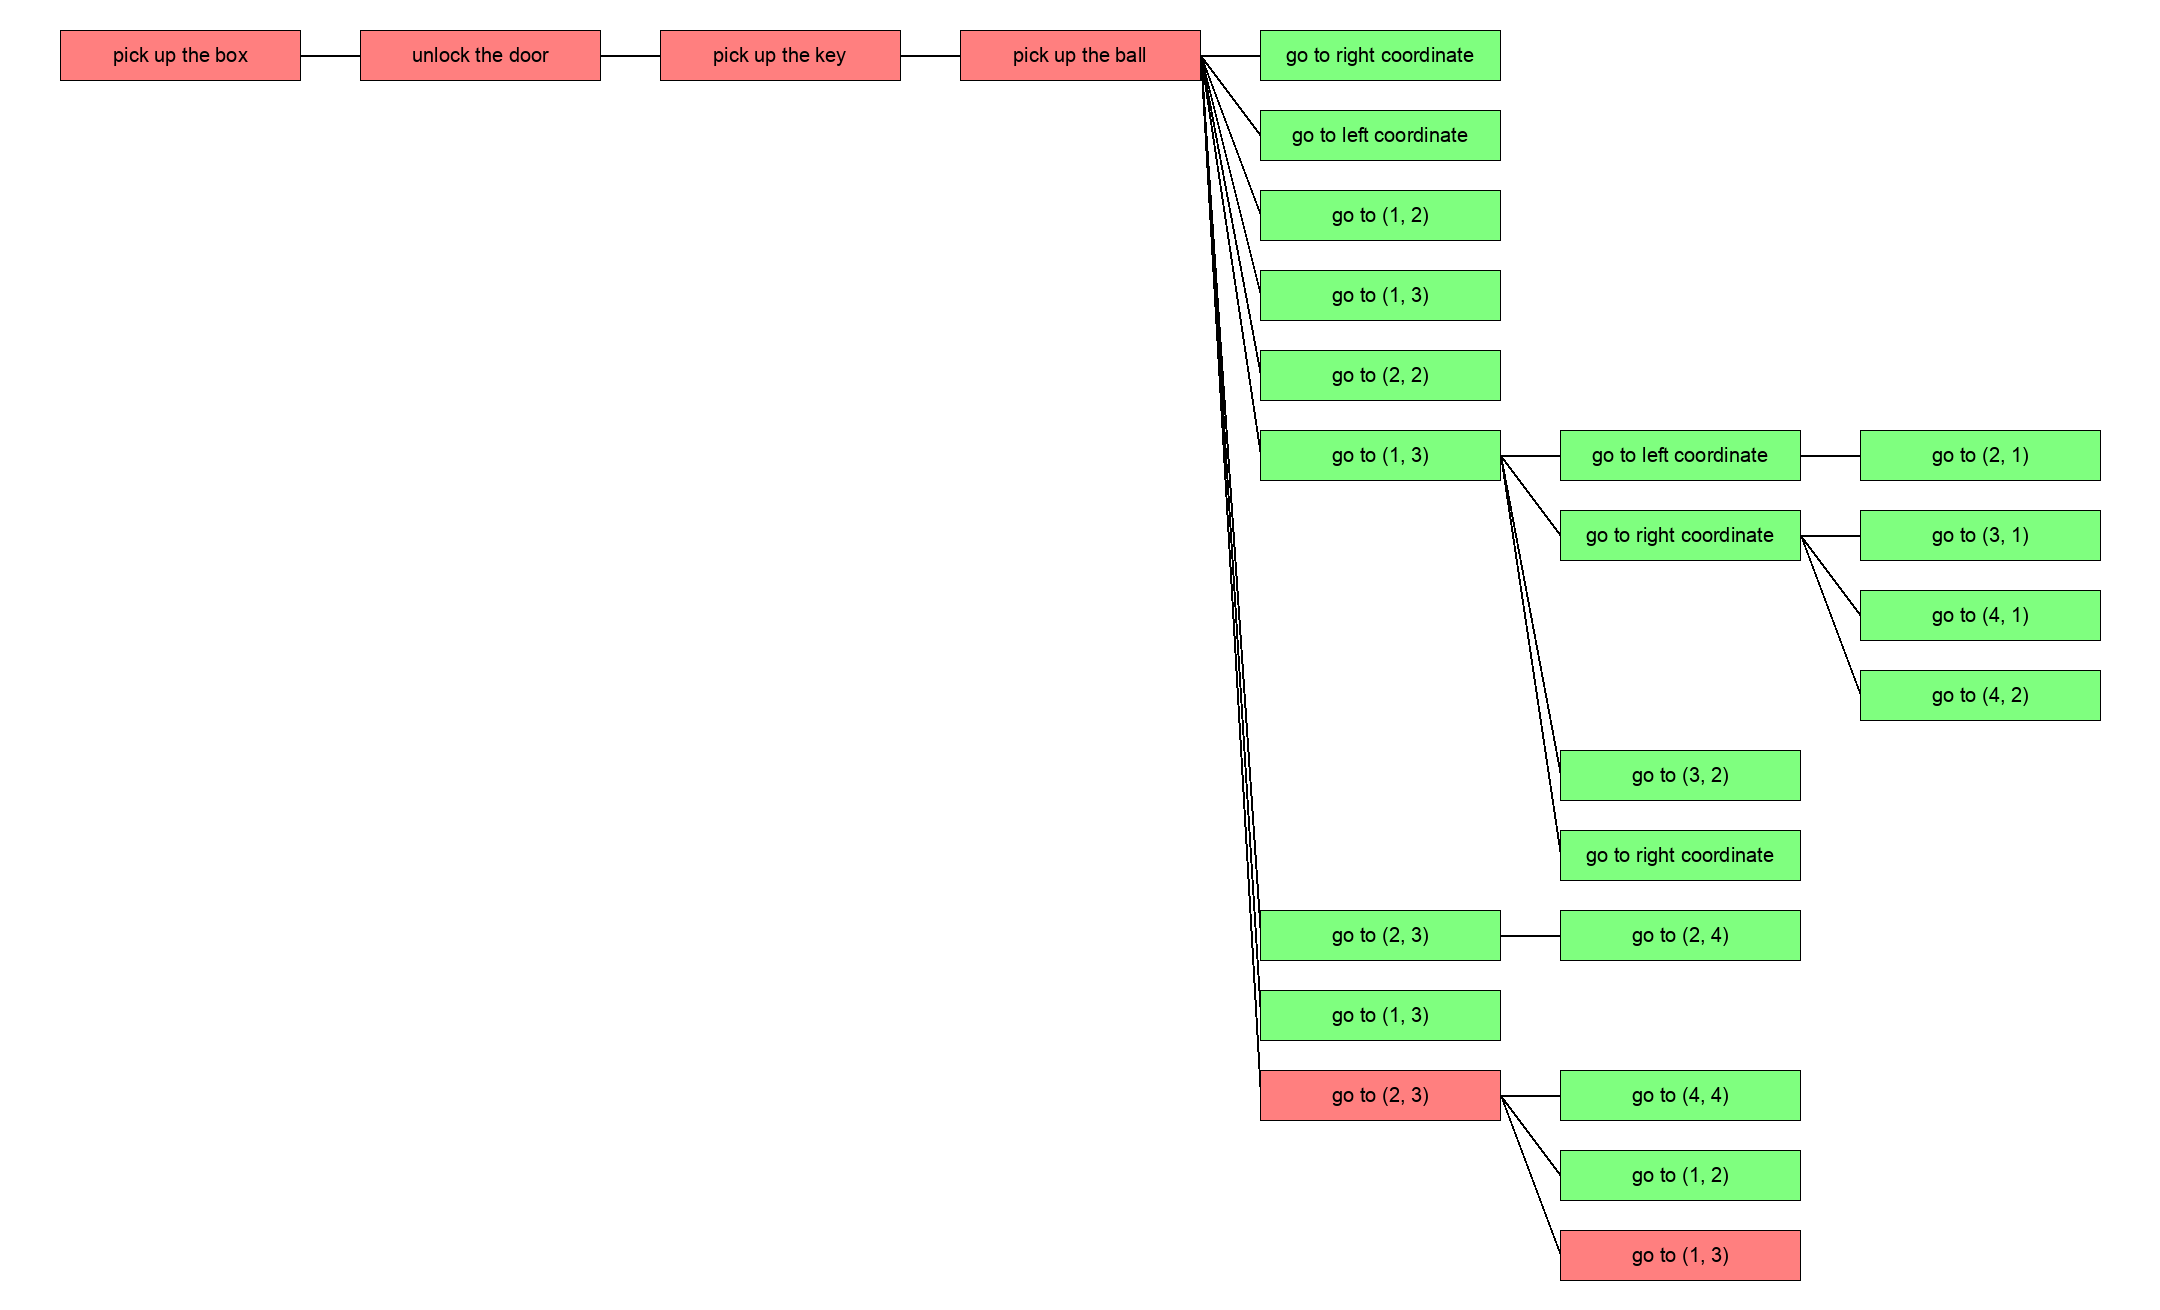 pick up the box
unlock the door
pick up the key
pick up the ball
go to right coordinate
go to left coordinate
go to (1, 2)
go to (1, 3)
go to (2, 2)
go to (1, 3)
go to left coordinate
go to (2, 1)
go to right coordinate
go to (3, 1)
go to (4, 1)
go to (4, 2)
go to (3, 2)
go to right coordinate
go to (2, 3)
go to (2, 4)
go to (1, 3)
go to (2, 3)
go to (4, 4)
go to (1, 2)
go to (1, 3)